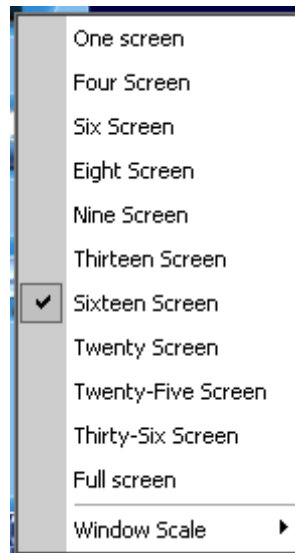 One screen
Four Screen
Six Screen
Eight Screen
Nine Screen
Thirteen Screen
Sixteen Screen
Twenty Screen
Twenty-Five Screen
Thirty-Six Screen
Full screen
Window Scale